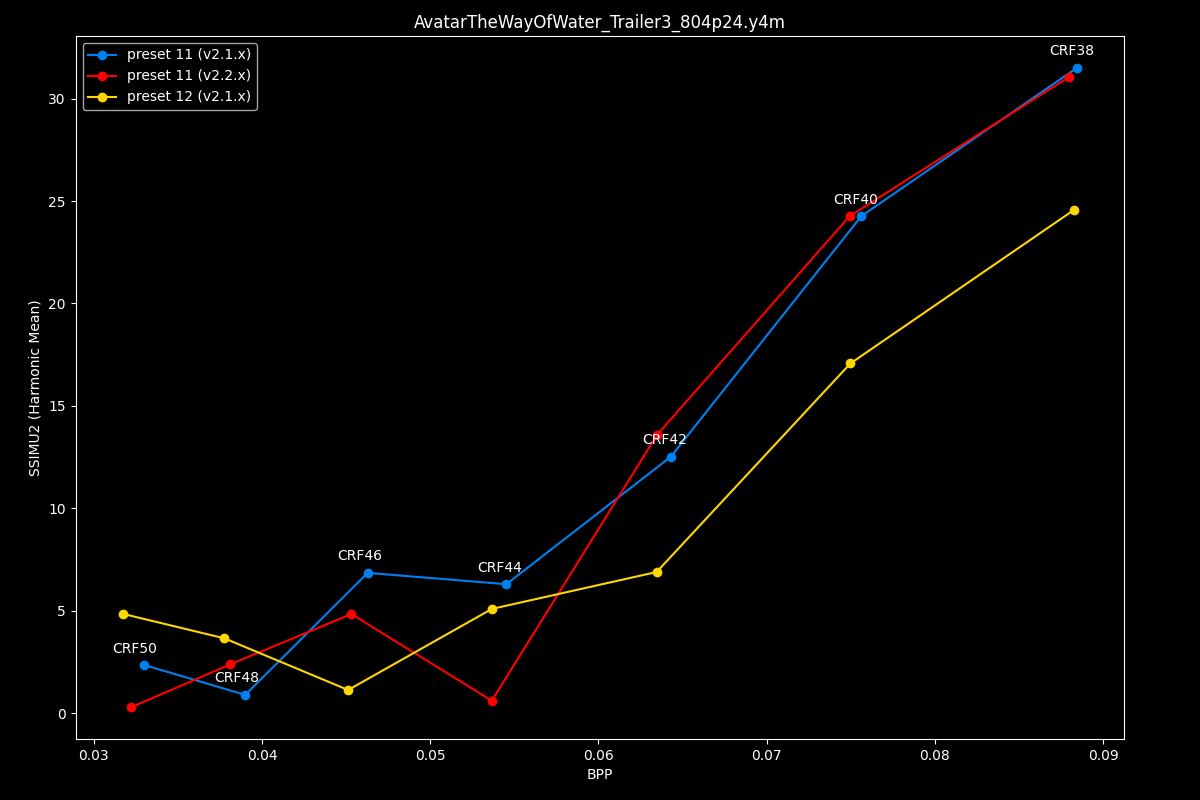 AvatarTheWayOfWater_Trailer3_804p24.y4m
preset 11 (v2.1.x)
preset 11 (v2.2.x)
preset 12 (v2.1.x)
CRF38
CRF40
CRF42
CRF44
CRF46
CRF48
CRF50
SSIMU2 (Harmonic Mean)
30
25
20
15
10
5
0
0.03 0.04 0.05 0.06 0.07 0.08 0.09
BPP